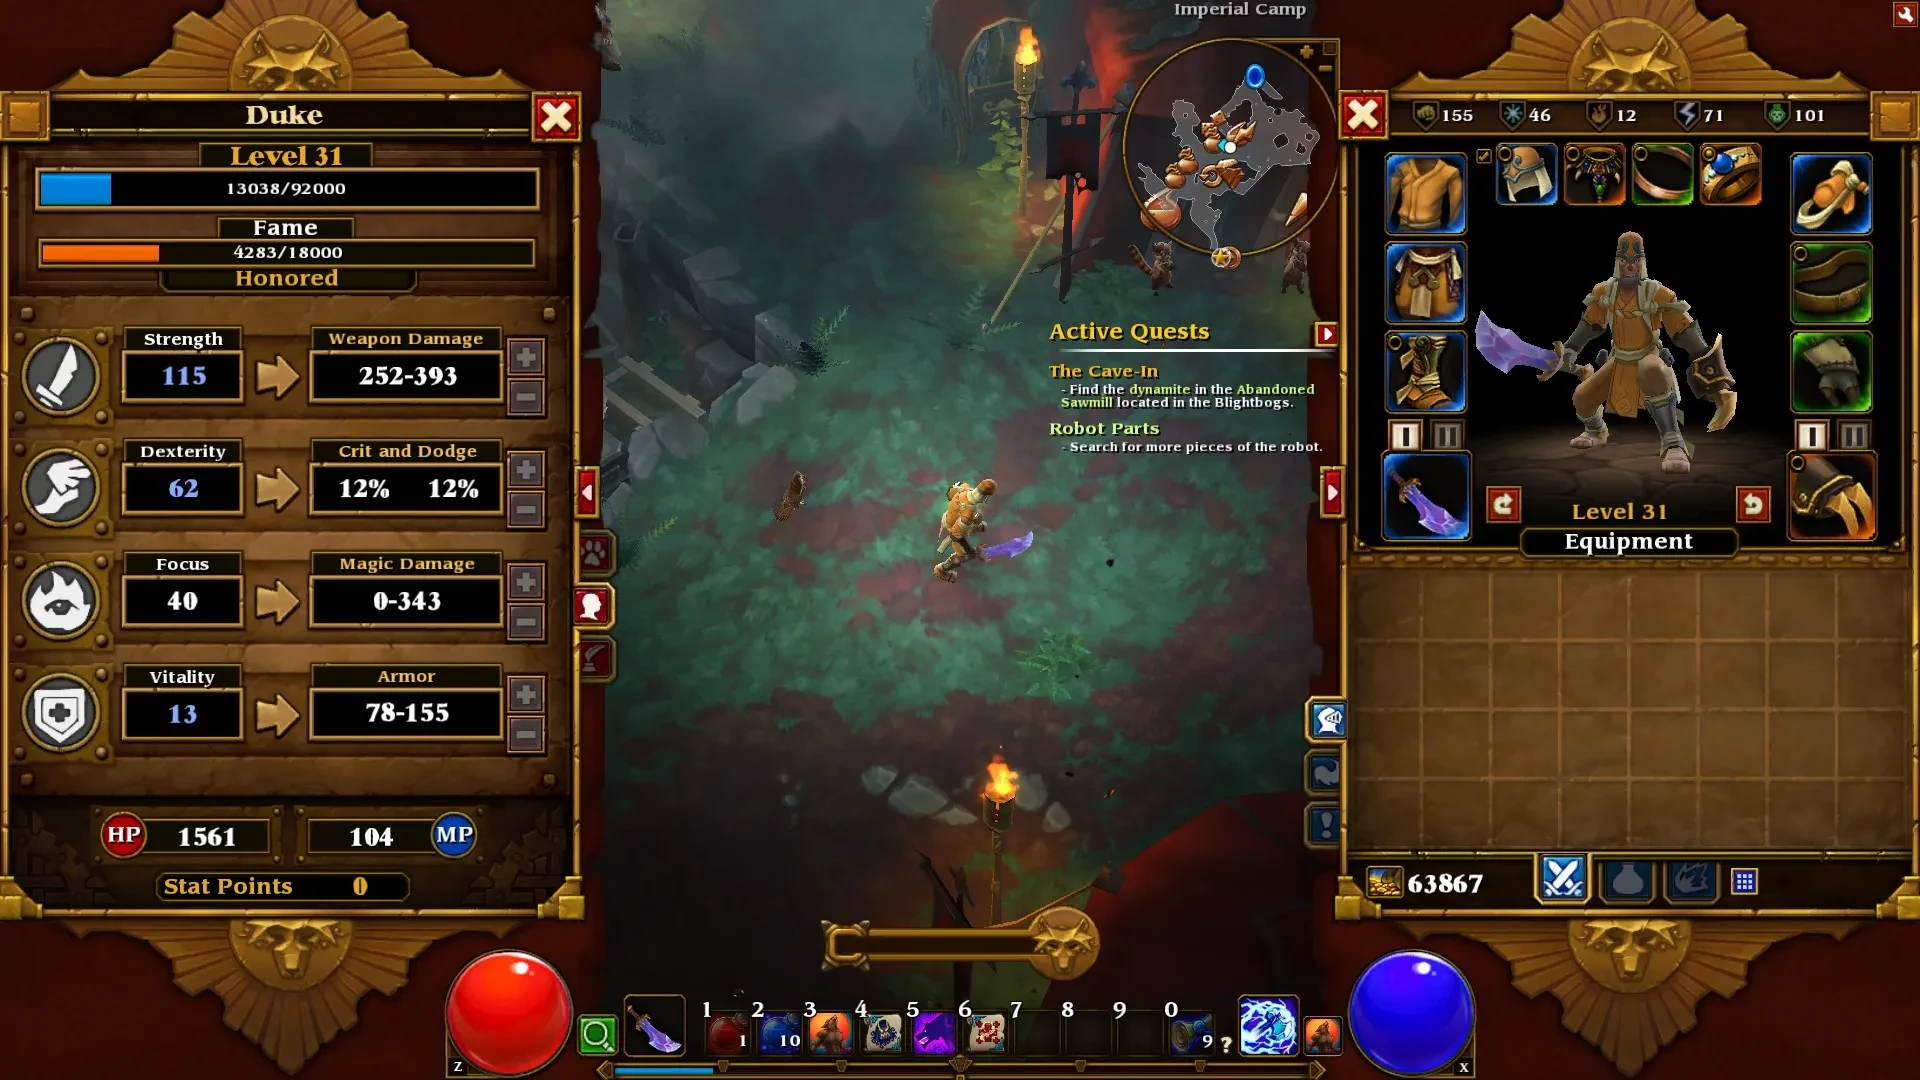 Imperial Camp
Duke
Level 31
13038/92000
Fame
4283/18000
Honored
Strength
115
Weapon Damage
252-393
Dexterity
62
Crit and Dodge
12% 12%
Focus
40
Magic Damage
0-343
Vitality
13
Armor
78-155
HP 1561
104 MP
Stat Points 0
Active Quests
The Cave-In
- Find the dynamite in the Abandoned
Sawmill located in the Blightbogs.
Robot Parts
- Search for more pieces of the robot.
155 46 12 71 101
I II
I II
Level 31
Equipment
63867
Z
1 2 3 4 5 6 7 8 9 0
1 10 9 ?
X